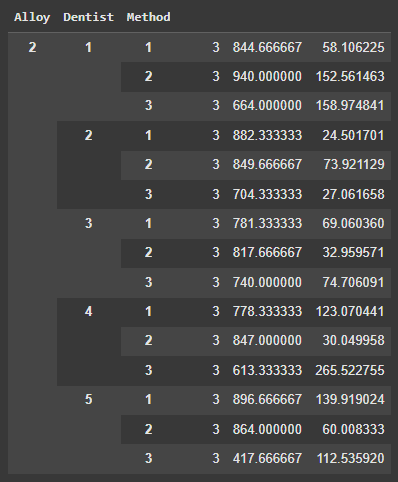 Alloy Dentist Method
2 1 1 3 844.666667 58.106225
2 3 940.000000 152.561463
3 3 664.000000 158.974841
2 1 3 882.333333 24.501701
2 3 849.666667 73.921129
3 3 704.333333 27.061658
3 1 3 781.333333 69.060360
2 3 817.666667 32.959571
3 3 740.000000 74.706091
4 1 3 778.333333 123.070441
2 3 847.000000 30.049958
3 3 613.333333 265.522755
5 1 3 896.666667 139.919024
2 3 864.000000 60.008333
3 3 417.666667 112.535920